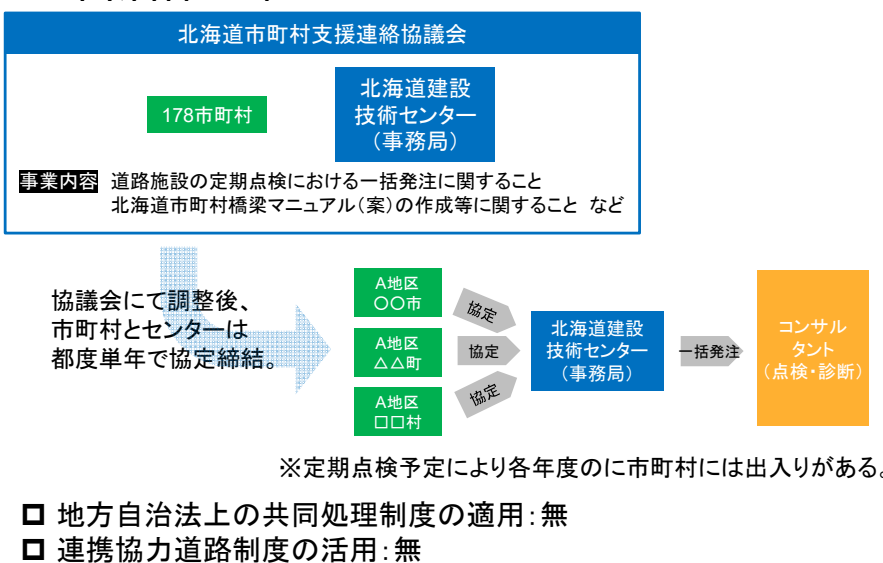 北海道市町村支援連絡協議会
178市町村
北海道建設
技術センター
（事務局）
事業内容 道路施設の定期点検における一括発注に関すること
北海道市町村橋梁マニュアル（案）の作成等に関すること など
協議会にて調整後、
市町村とセンターは
都度単年で協定締結。
A地区
〇〇市
協定
A地区
△△町
協定
A地区
□□村
協定
北海道建設
技術センター
（事務局）
一括発注
コンサル
タント
（点検・診断）
※定期点検予定により各年度のに市町村には出入りがある。
地方自治法上の共同処理制度の適用：無
連携協力道路制度の活用：無